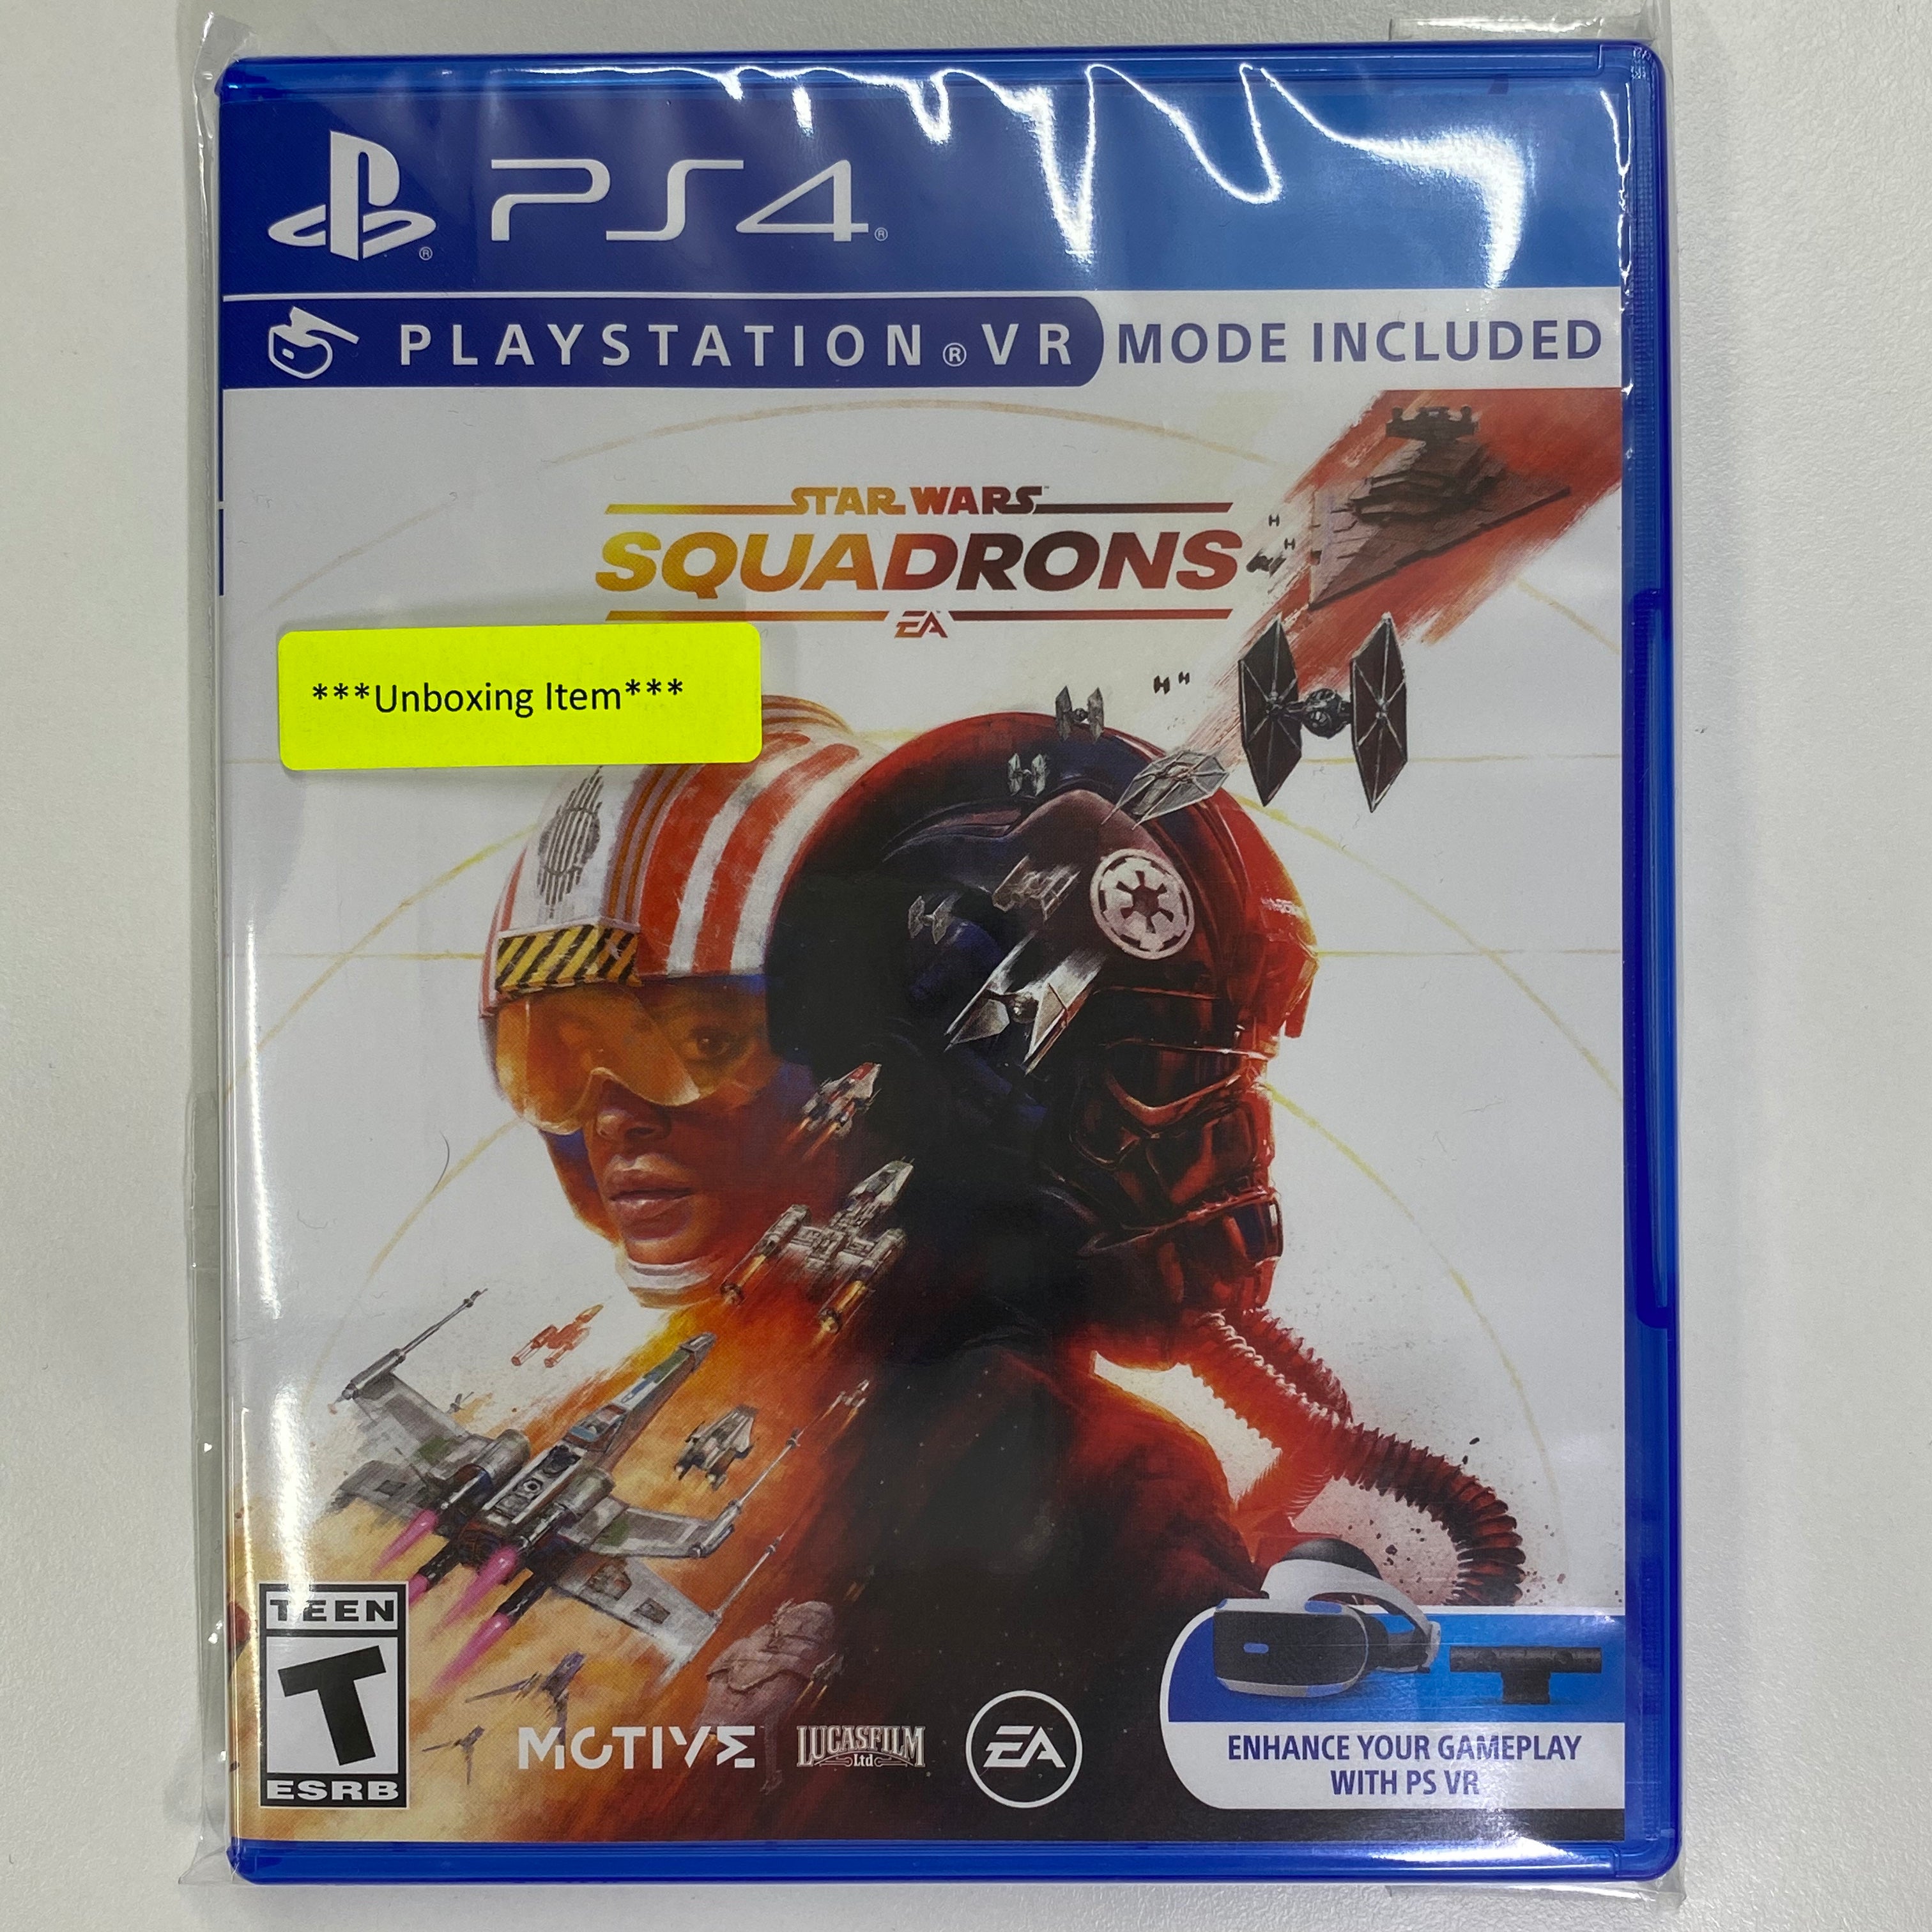 PS4®
PLAYSTATION®VR MODE INCLUDED
STAR WARS™
SQUADRONS
EA
***Unboxing Item***
TEEN
T
ESRB
MOTIVE
LUCASFILM
Ltd
EA
ENHANCE YOUR GAMEPLAY
WITH PS VR